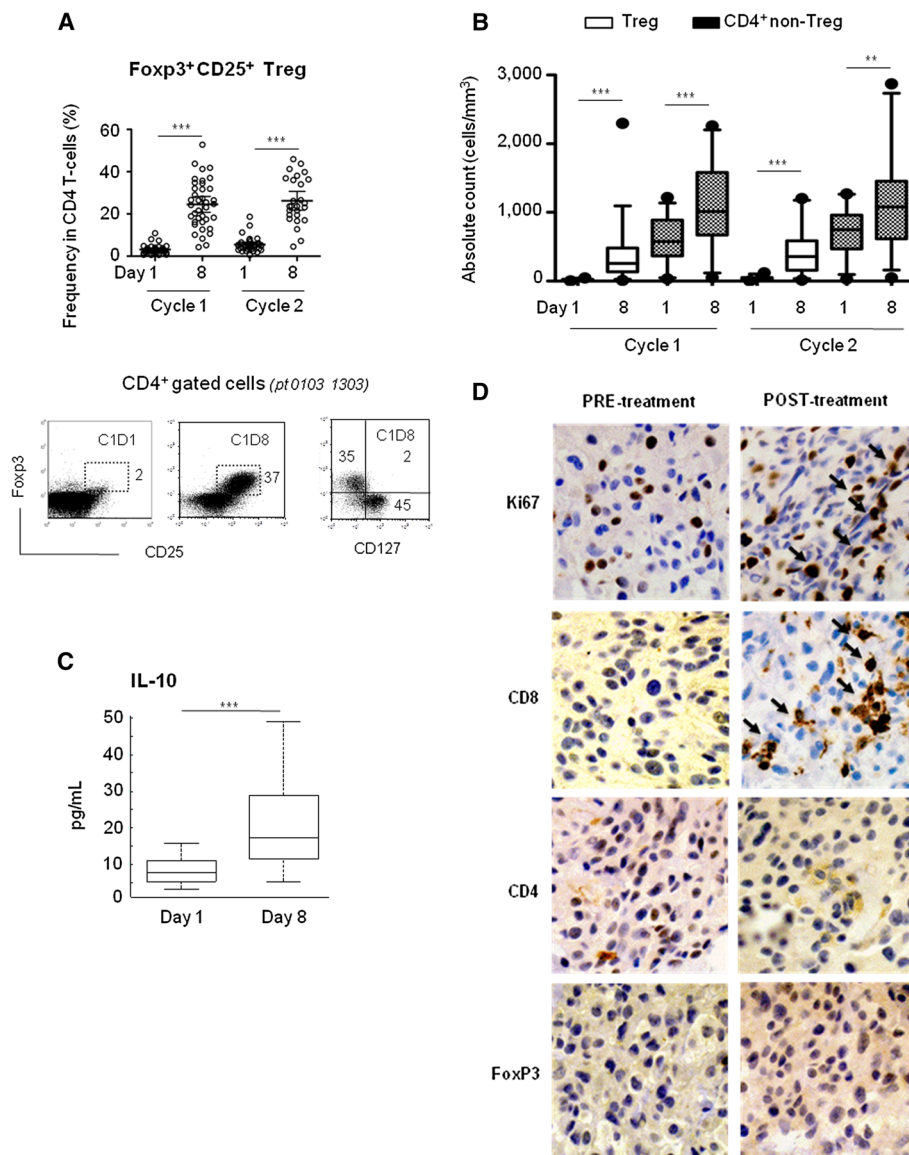 A
Foxp3+CD25+ Treg
Frequency in CD4 T-cells (%)
60
40
20
0
***
***
Day 1 8 1 8
Cycle 1 Cycle 2
CD4+ gated cells (pt0103 1303)
Foxp3
C1D1
2
C1D8
37
C1D8
35 2
45
CD25
CD127
B
Treg CD4+ non-Treg
Absolute count (cells/mm3)
3,000
2,000
1,000
0
***
***
***
**
Day 1 8 1 8 1 8 1 8
Cycle 1 Cycle 2
C
IL-10
pg/mL
50
40
30
20
10
0
***
Day 1 Day 8
D
PRE-treatment POST-treatment
Ki67
CD8
CD4
FoxP3